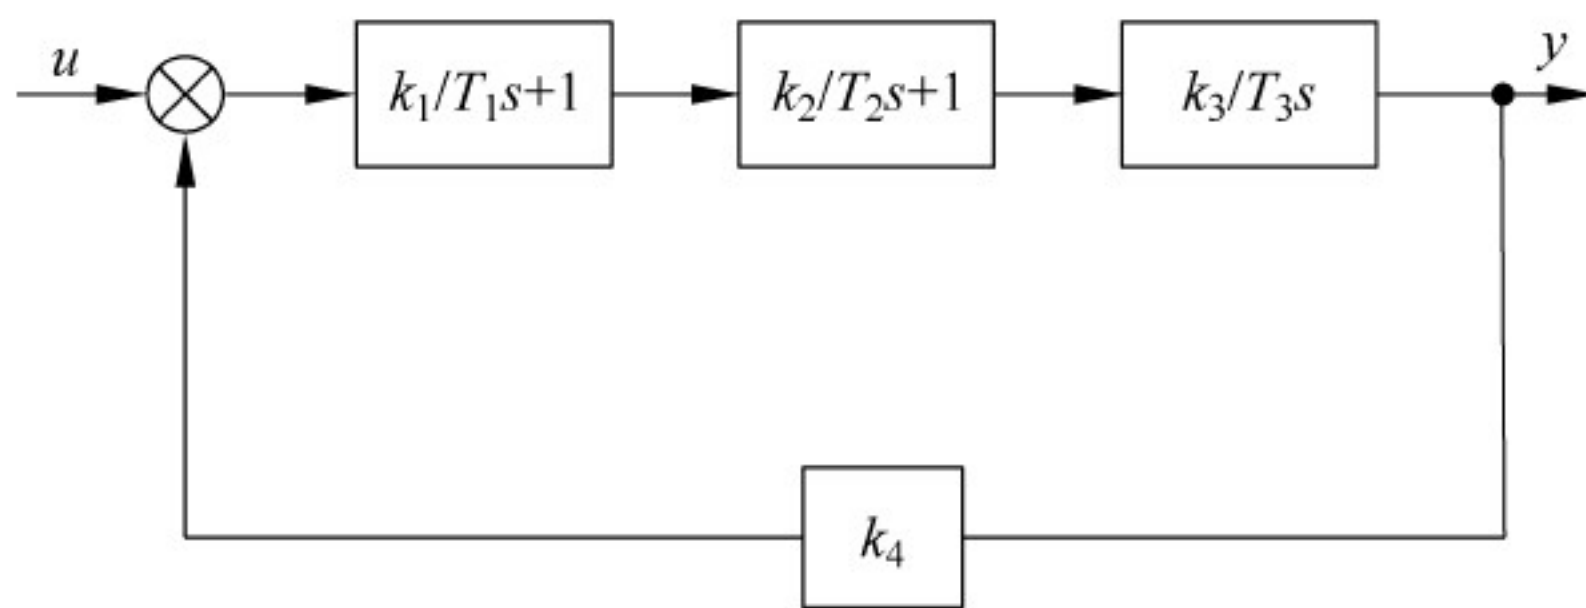 u
y
k₁/T₁s+1
k₂/T₂s+1
k₃/T₃s
k₄